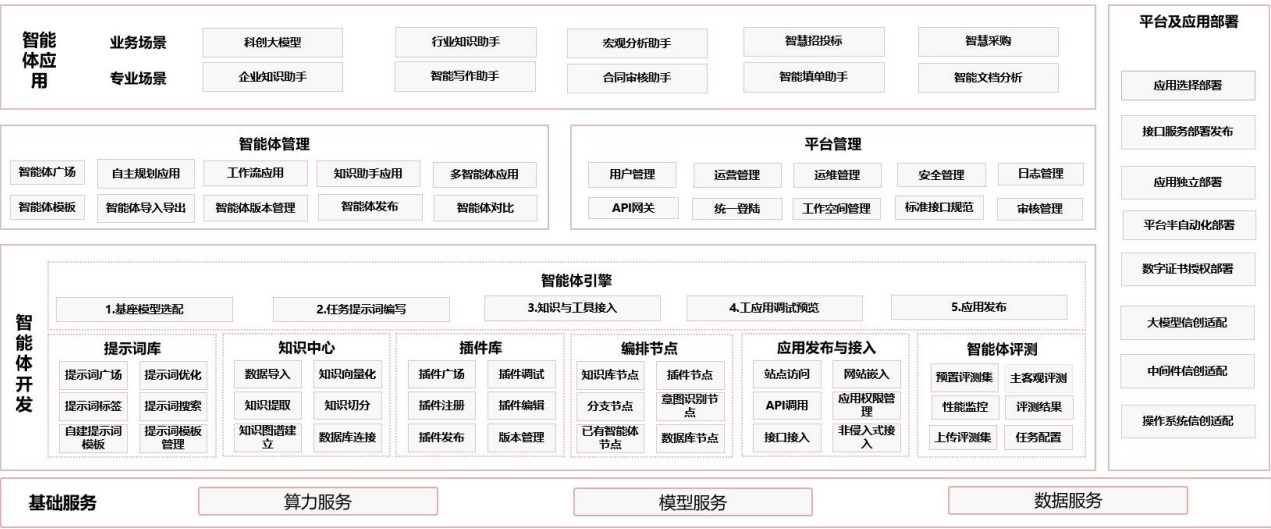 智能体应用
业务场景
科创大模型
行业知识助手
宏观分析助手
智慧招投标
智慧采购
专业场景
企业知识助手
智能写作助手
合同审核助手
智能填单助手
智能文档分析
智能体管理
智能体广场
自主规划应用
工作流应用
知识助手应用
多智能体应用
智能体模板
智能体导入导出
智能体版本管理
智能体发布
智能体对比
平台管理
用户管理
运营管理
运维管理
安全管理
日志管理
API网关
统一登陆
工作空间管理
标准接口规范
审核管理
智能体开发
智能体引擎
1.基座模型选配
2.任务提示词编写
3.知识与工具接入
4.工应用调试预览
5.应用发布
提示词库
提示词广场
提示词优化
提示词标签
提示词搜索
自建提示词
模板
提示词模板
管理
知识中心
数据导入
知识向量化
知识提取
知识切分
知识图谱建
立
数据库连接
插件库
插件广场
插件调试
插件注册
插件编辑
插件发布
版本管理
编排节点
知识库节点
插件节点
分支节点
意图识别节
点
已有智能体
节点
数据库节点
应用发布与接入
站点访问
网站嵌入
API调用
应用权限管
理
接口接入
非侵入式接
入
智能体评测
预置评测集
主客观评测
性能监控
评测结果
上传评测集
任务配置
平台及应用部署
应用选择部署
接口服务部署发布
应用独立部署
平台半自动化部署
数字证书授权部署
大模型信创适配
中间件信创适配
操作系统信创适配
基础服务
算力服务
模型服务
数据服务